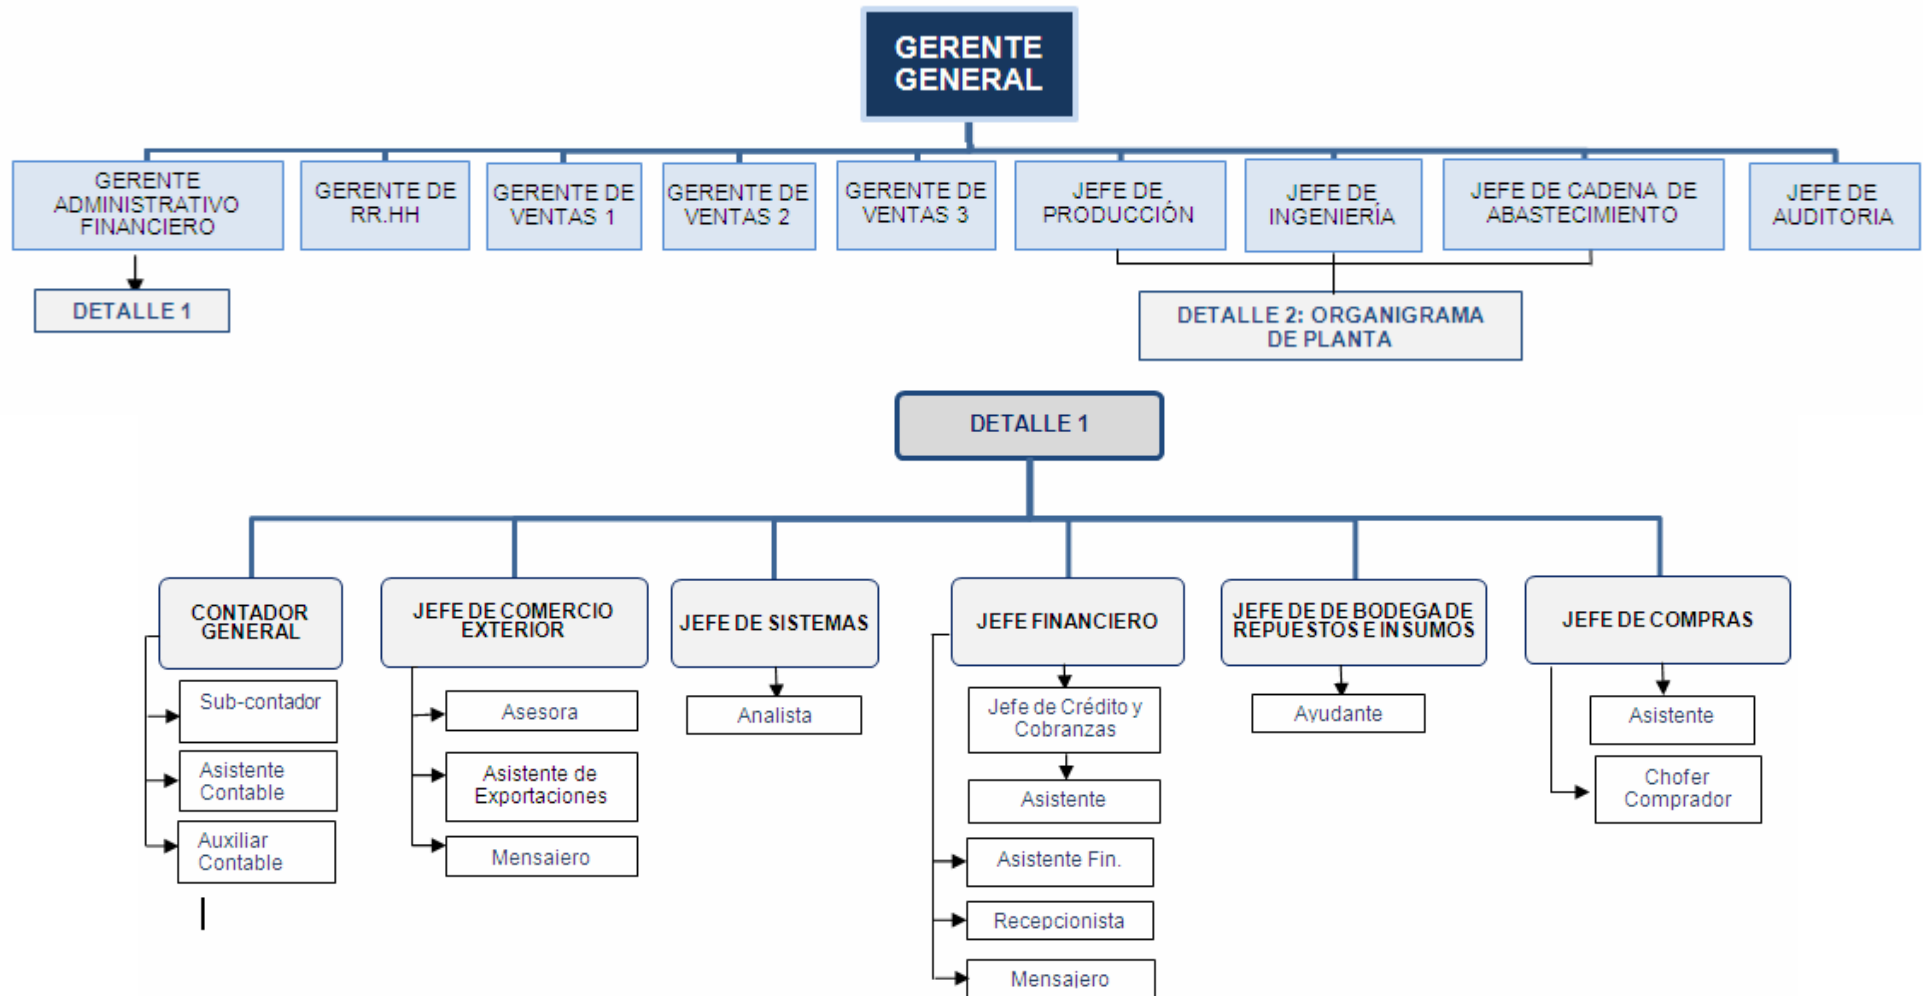 GERENTE
GENERAL
GERENTE
ADMINISTRATIVO
FINANCIERO
GERENTE DE
RR.HH
GERENTE DE
VENTAS 1
GERENTE DE
VENTAS 2
GERENTE DE
VENTAS 3
JEFE DE
PRODUCCIÓN
JEFE DE
INGENIERÍA
JEFE DE CADENA DE
ABASTECIMIENTO
JEFE DE
AUDITORIA
DETALLE 1
DETALLE 2: ORGANIGRAMA
DE PLANTA
DETALLE 1
CONTADOR
GENERAL
Sub-contador
Asistente
Contable
Auxiliar
Contable
JEFE DE COMERCIO
EXTERIOR
Asesora
Asistente de
Exportaciones
Mensajero
JEFE DE SISTEMAS
Analista
JEFE FINANCIERO
Jefe de Crédito y
Cobranzas
Asistente
Asistente Fin.
Recepcionista
Mensajero
JEFE DE DE BODEGA DE
REPUESTOS E INSUMOS
Ayudante
JEFE DE COMPRAS
Asistente
Chofer
Comprador